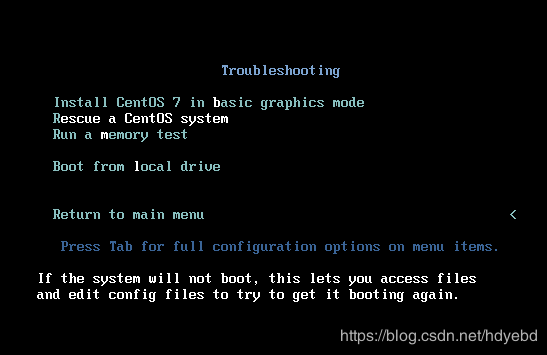 Troubleshooting
Install CentOS 7 in basic graphics mode
Rescue a CentOS system
Run a memory test
Boot from local drive
Return to main menu <
Press Tab for full configuration options on menu items.
If the system will not boot, this lets you access files
and edit config files to try to get it booting again.
https://blog.csdn.net/hdyebd